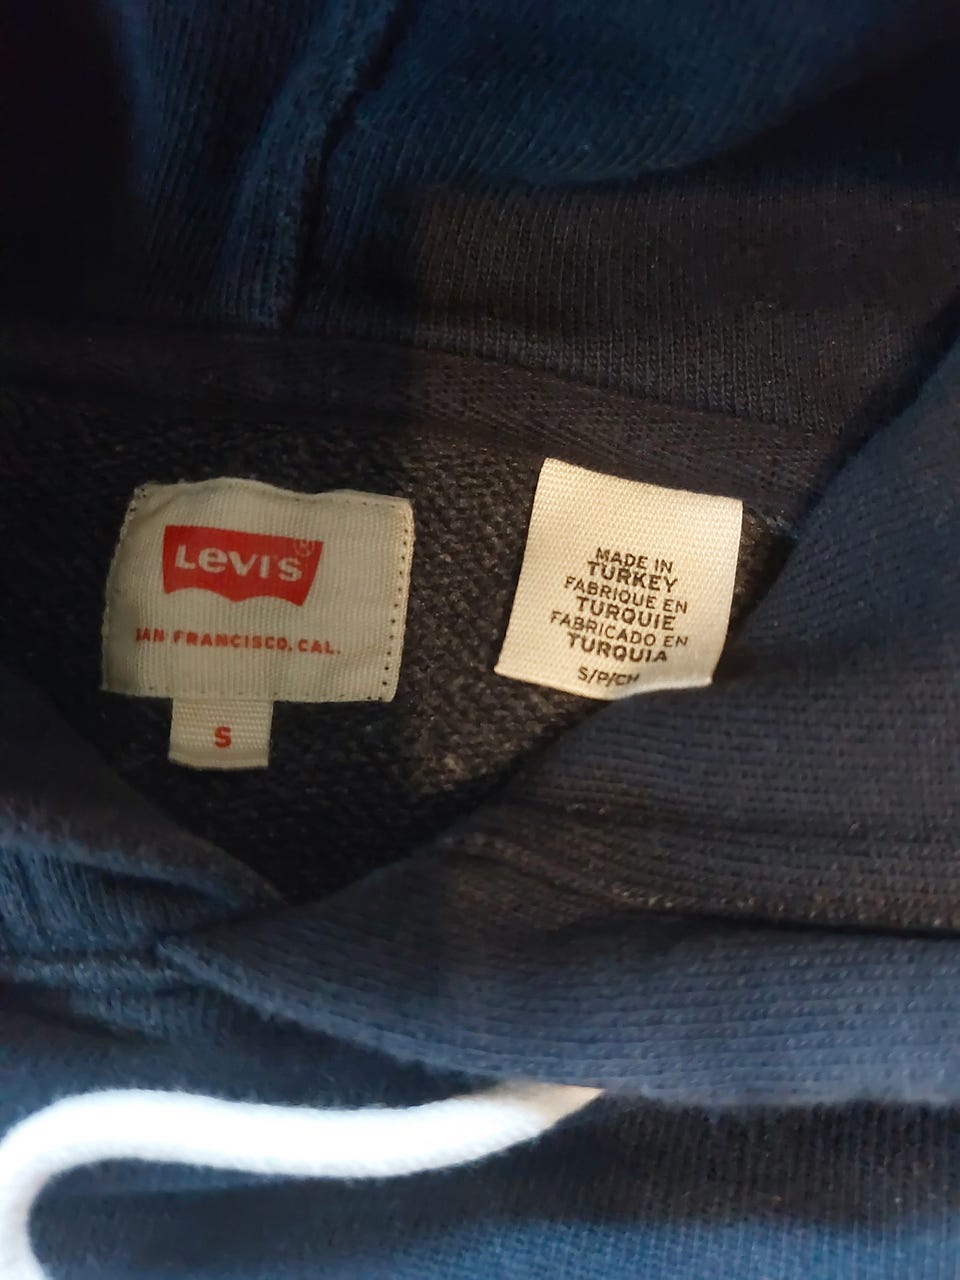 LEVI'S®
SAN FRANCISCO, CAL.
S
MADE IN
TURKEY
FABRIQUE EN
TURQUIE
FABRICADO EN
TURQUIA
S/P/CH